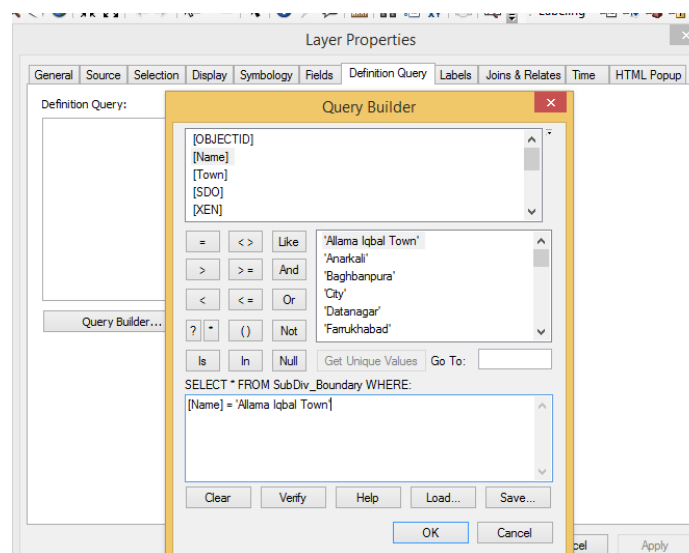 Layer Properties
General Source Selection Display Symbology Fields Definition Query Labels Joins & Relates Time HTML Popup
Definition Query:
Query Builder
[OBJECTID]
[Name]
[Town]
[SDO]
[XEN]
= < > Like
> > = And
< < = Or
? * () Not
Is In Null
'Allama Iqbal Town'
'Anarkali'
'Baghbanpura'
'City'
'Datanagar'
'Farrukhabad'
Query Builder...
Get Unique Values Go To:
SELECT * FROM SubDiv_Boundary WHERE:
[Name] = 'Allama Iqbal Town'
Clear Verify Help Load... Save...
OK Cancel
Apply